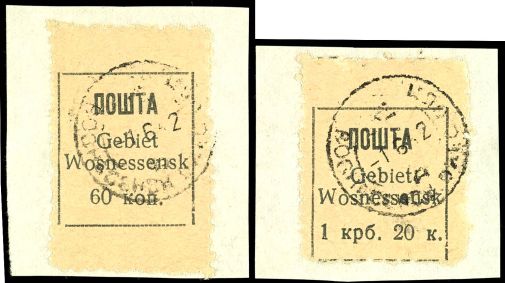 ПОШТА
Gebiet
Wosnessensk
60 коп.
ПОШТА
Gebiet
Wosnessensk
1 крб. 20 к.